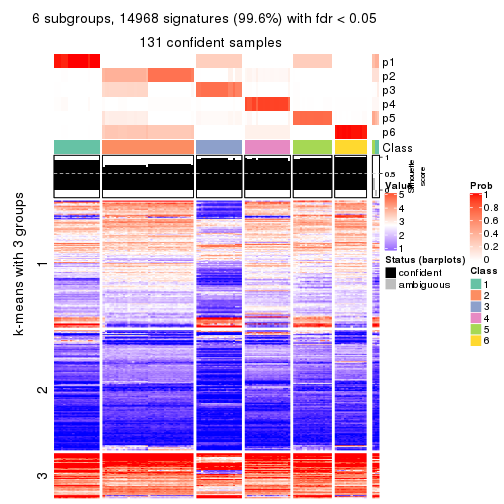 6 subgroups, 14968 signatures (99.6%) with fdr < 0.05
131 confident samples
p1
p2
p3
p4
p5
p6
Class
1
0.5
0
Silhouette
score
k-means with 3 groups
1
2
3
Value
5
4
3
2
1
Status (barplots)
confident
ambiguous
Prob
1
0.8
0.6
0.4
0.2
0
Class
1
2
3
4
5
6